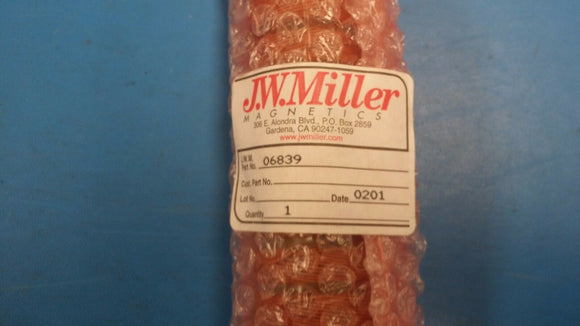 J.W.Miller
MAGNETICS
306 E. Alondra Blvd., P.O. Box 2859
Gardena, CA 90247-1059
www.jwmiller.com
J.W.M.
Part No. 06839
Cust. Part No.
Lot No. Date 0201
Quantity 1